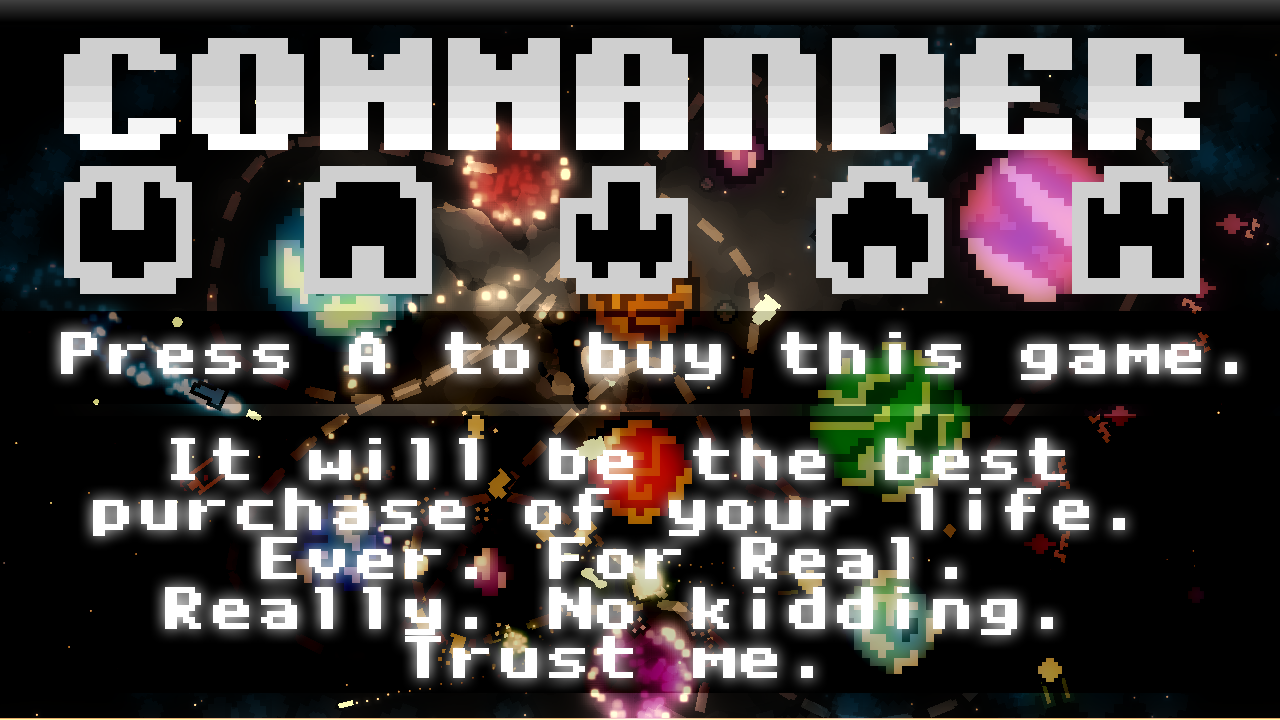 COMMANDER
Press A to buy this game.
It will be the best
purchase of your life.
Ever. For Real.
Really. No kidding.
Trust me.